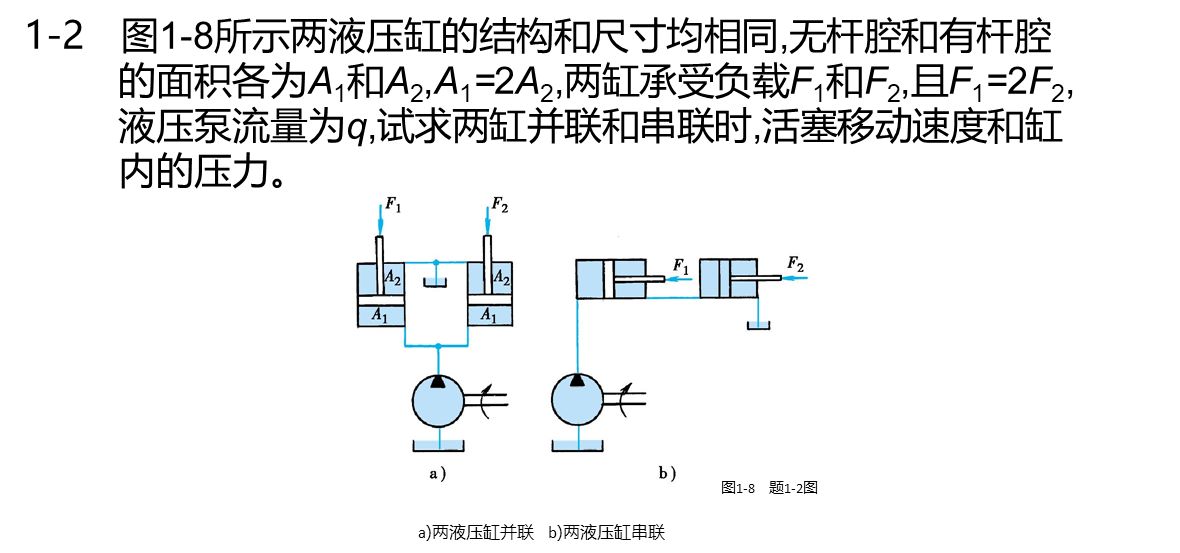 1-2 图1-8所示两液压缸的结构和尺寸均相同,无杆腔和有杆腔
的面积各为A₁和A₂,A₁=2A₂,两缸承受负载F₁和F₂,且F₁=2F₂,
液压泵流量为q,试求两缸并联和串联时,活塞移动速度和缸
内的压力。
F₁ F₂
F₁ F₂
A₂ A₂
A₁ A₁
a) b)
图1-8 题1-2图
a)两液压缸并联 b)两液压缸串联